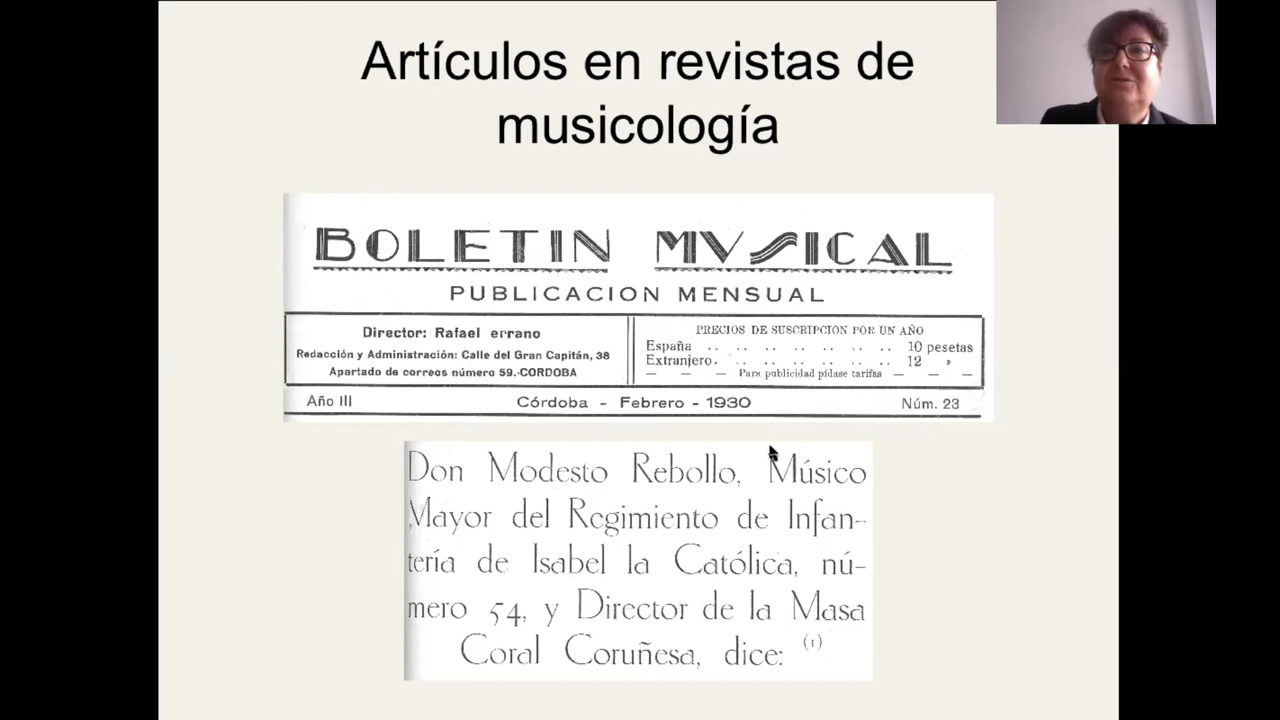 Artículos en revistas de
musicología
BOLETIN MVSICAL
PUBLICACION MENSUAL
Director: Rafael errano
Redacción y Administración: Calle del Gran Capitán, 38
Apartado de correos número 59.-CORDOBA
PRECIOS DE SUSCRIPCION POR UN AÑO
España .. .. .. .. .. .. .. 10 pesetas
Extranjero. .. .. .. .. .. .. 12 »
— — — Para publicidad pídase tarifas — — — —
Año III Córdoba - Febrero - 1930 Núm. 23
Don Modesto Rebollo, Músico
Mayor del Regimiento de Infan-
tería de Isabel la Católica, nú-
mero 54, y Director de la Masa
Coral Coruñesa, dice: (1)